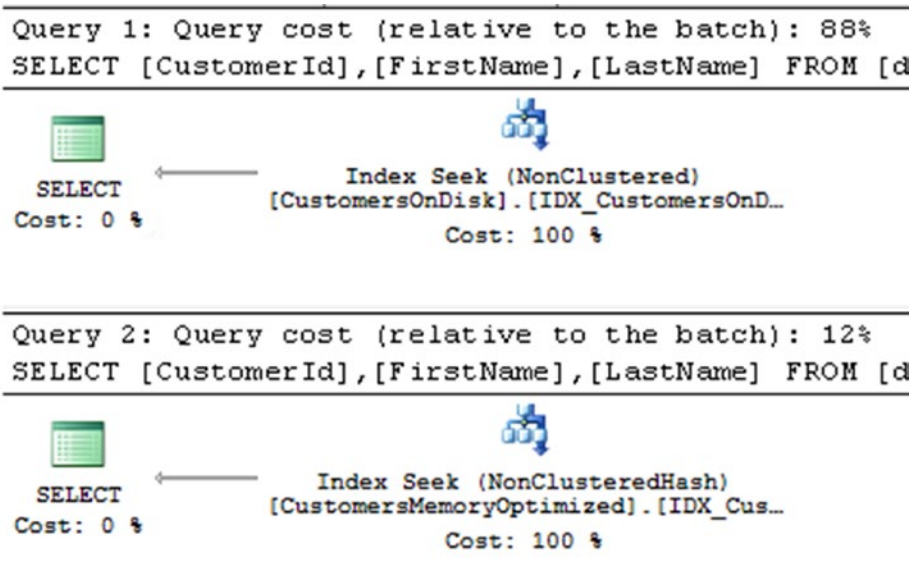 Query 1: Query cost (relative to the batch): 88%
SELECT [CustomerId],[FirstName],[LastName] FROM [d
Index Seek (NonClustered)
SELECT
[CustomersOnDisk].[IDX_CustomersOnD…
Cost: 0 %
Cost: 100 %
Query 2: Query cost (relative to the batch): 12%
SELECT [CustomerId],[FirstName],[LastName] FROM [d
Index Seek (NonClusteredHash)
SELECT
[CustomersMemoryOptimized].[IDX_Cus…
Cost: 0 %
Cost: 100 %